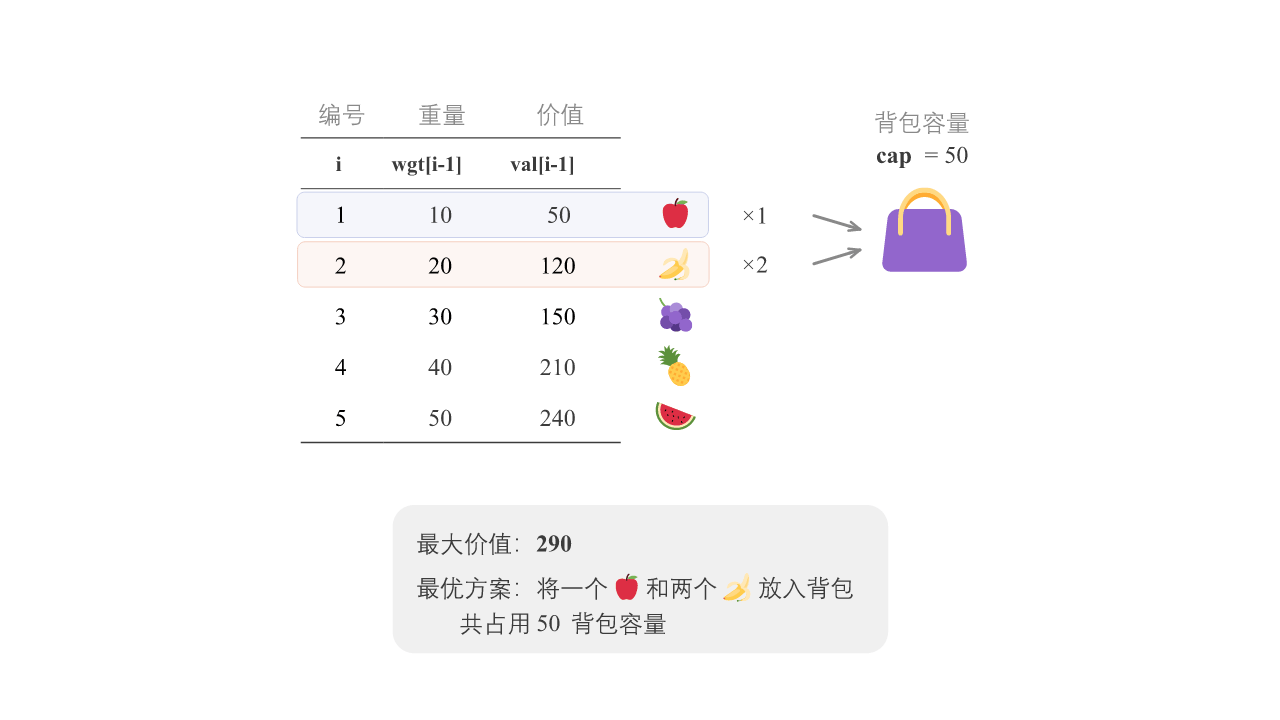 编号 重量 价值
i wgt[i-1] val[i-1]
1 10 50 ×1
2 20 120 ×2
3 30 150
4 40 210
5 50 240
背包容量
cap = 50
最大价值：290
最优方案：将一个 和两个 放入背包
共占用 50 背包容量